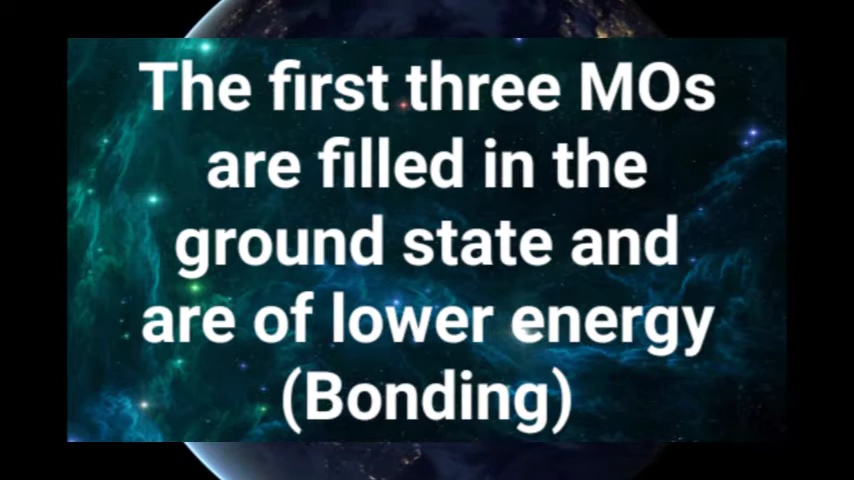 The first three MOs
are filled in the
ground state and
are of lower energy
(Bonding)